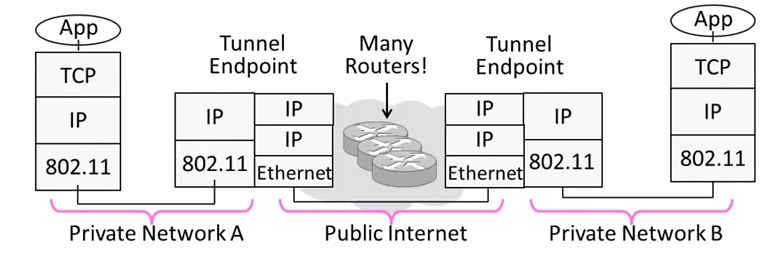 App
TCP
IP
802.11
Tunnel
Endpoint
IP
802.11
IP
IP
Ethernet
Many
Routers!
Tunnel
Endpoint
IP
IP
Ethernet
IP
802.11
App
TCP
IP
802.11
Private Network A
Public Internet
Private Network B